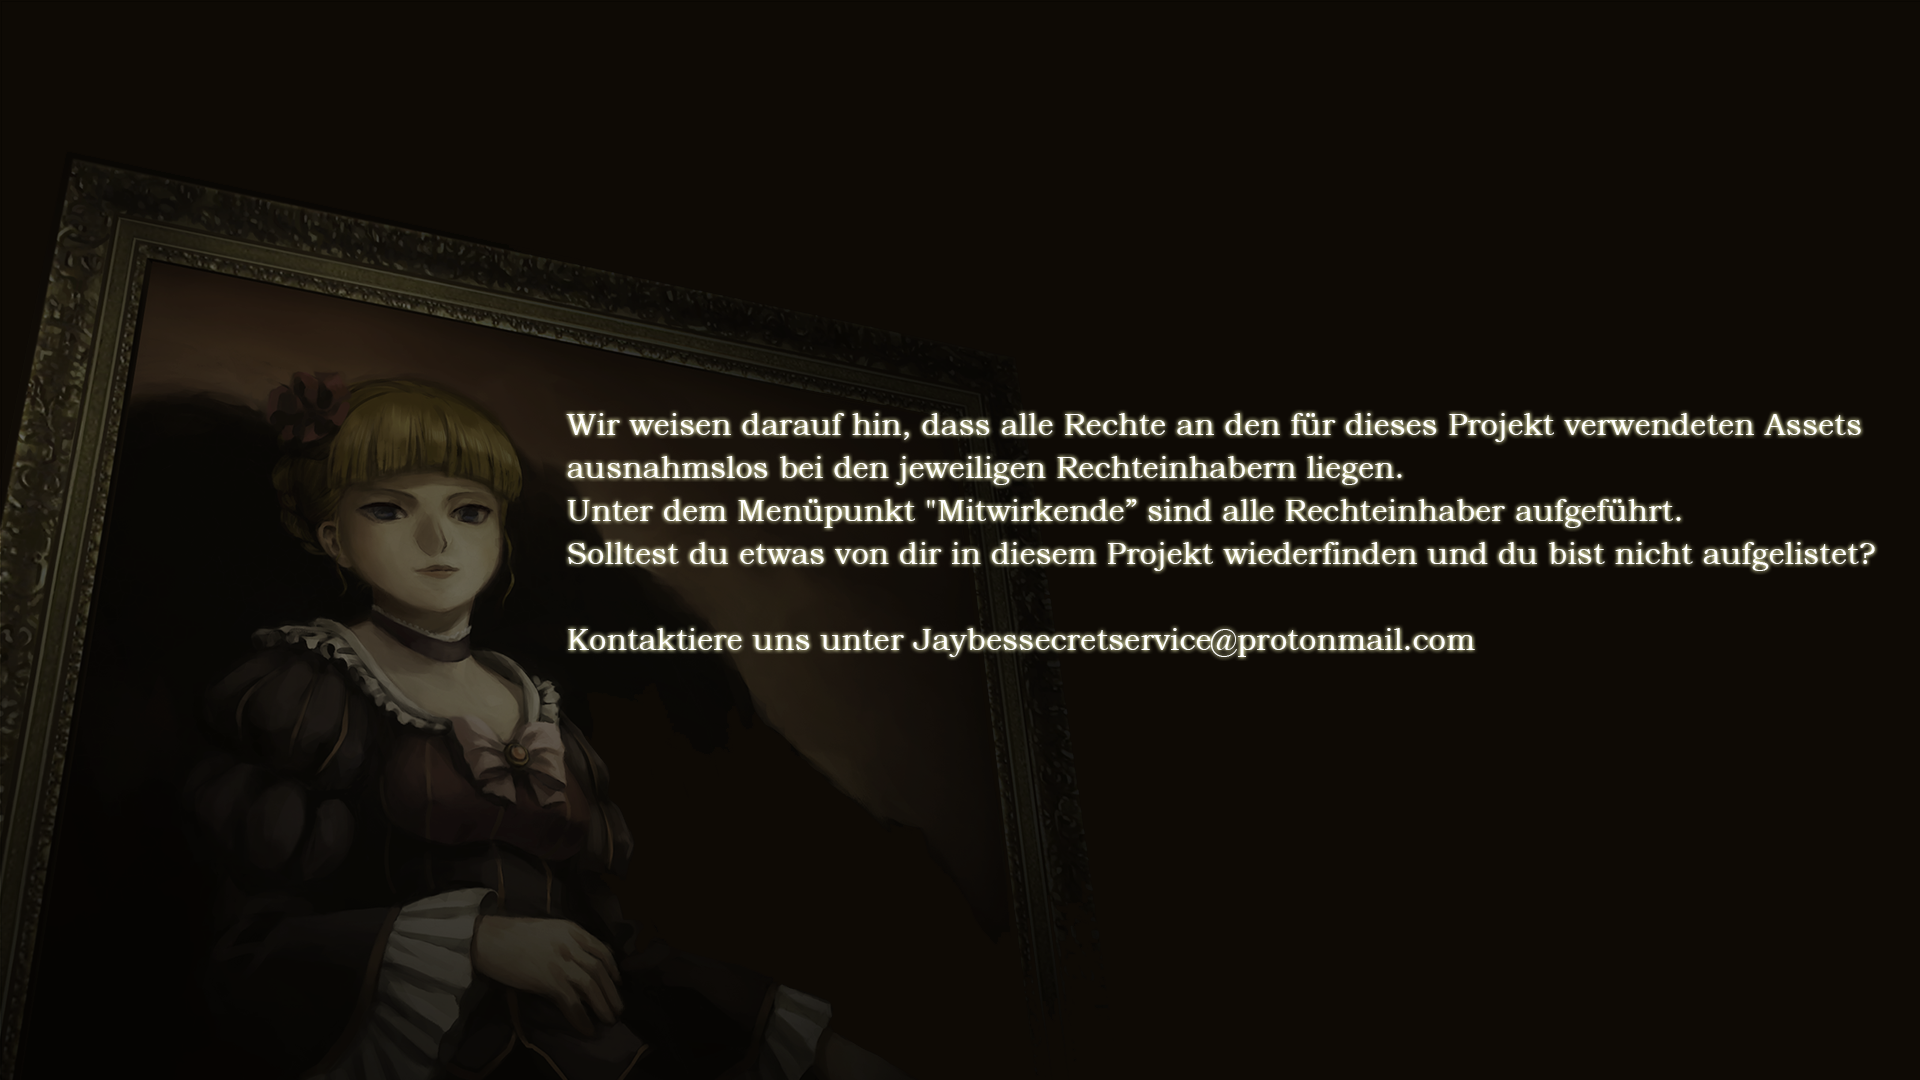 Wir weisen darauf hin, dass alle Rechte an den für dieses Projekt verwendeten Assets
ausnahmslos bei den jeweiligen Rechteinhabern liegen.
Unter dem Menüpunkt "Mitwirkende” sind alle Rechteinhaber aufgeführt.
Solltest du etwas von dir in diesem Projekt wiederfinden und du bist nicht aufgelistet?
Kontaktiere uns unter Jaybessecretservice@protonmail.com